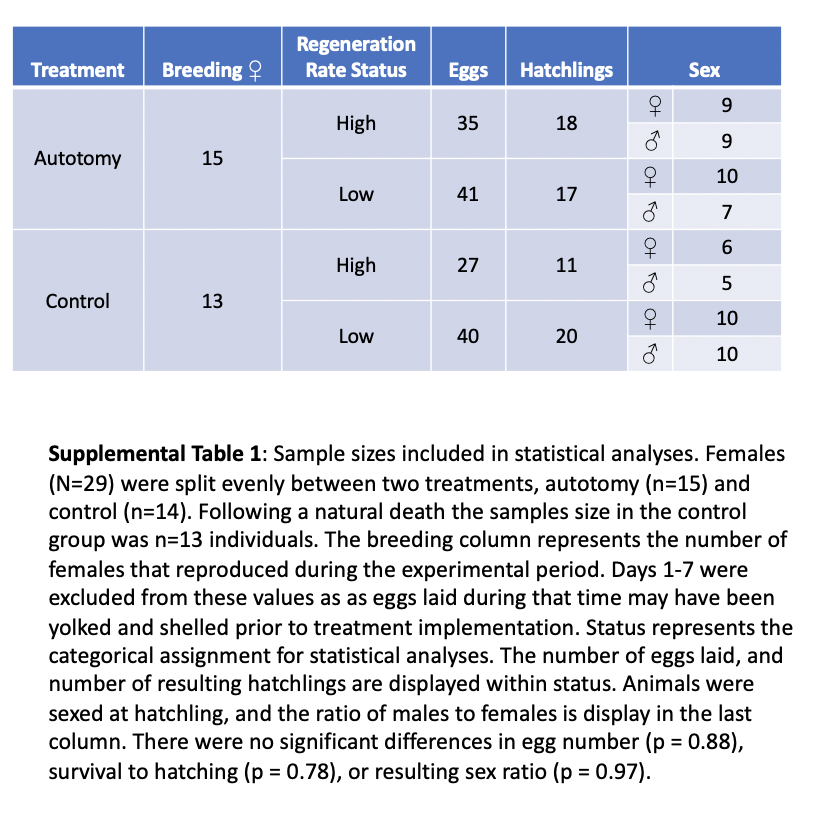 Treatment Breeding ♀ Regeneration Rate Status Eggs Hatchlings Sex
Autotomy 15 High 35 18 ♀ 9
♂ 9
Low 41 17 ♀ 10
♂ 7
Control 13 High 27 11 ♀ 6
♂ 5
Low 40 20 ♀ 10
♂ 10
Supplemental Table 1: Sample sizes included in statistical analyses. Females
(N=29) were split evenly between two treatments, autotomy (n=15) and
control (n=14). Following a natural death the samples size in the control
group was n=13 individuals. The breeding column represents the number of
females that reproduced during the experimental period. Days 1-7 were
excluded from these values as as eggs laid during that time may have been
yolked and shelled prior to treatment implementation. Status represents the
categorical assignment for statistical analyses. The number of eggs laid, and
number of resulting hatchlings are displayed within status. Animals were
sexed at hatchling, and the ratio of males to females is display in the last
column. There were no significant differences in egg number (p = 0.88),
survival to hatching (p = 0.78), or resulting sex ratio (p = 0.97).